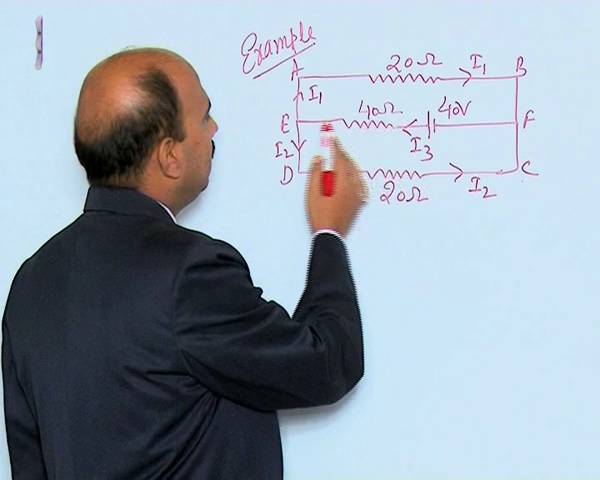 Example
A 20Ω I₁ B
I₁ 40Ω 40V
E F
I₂ I₃
D 20Ω I₂ C